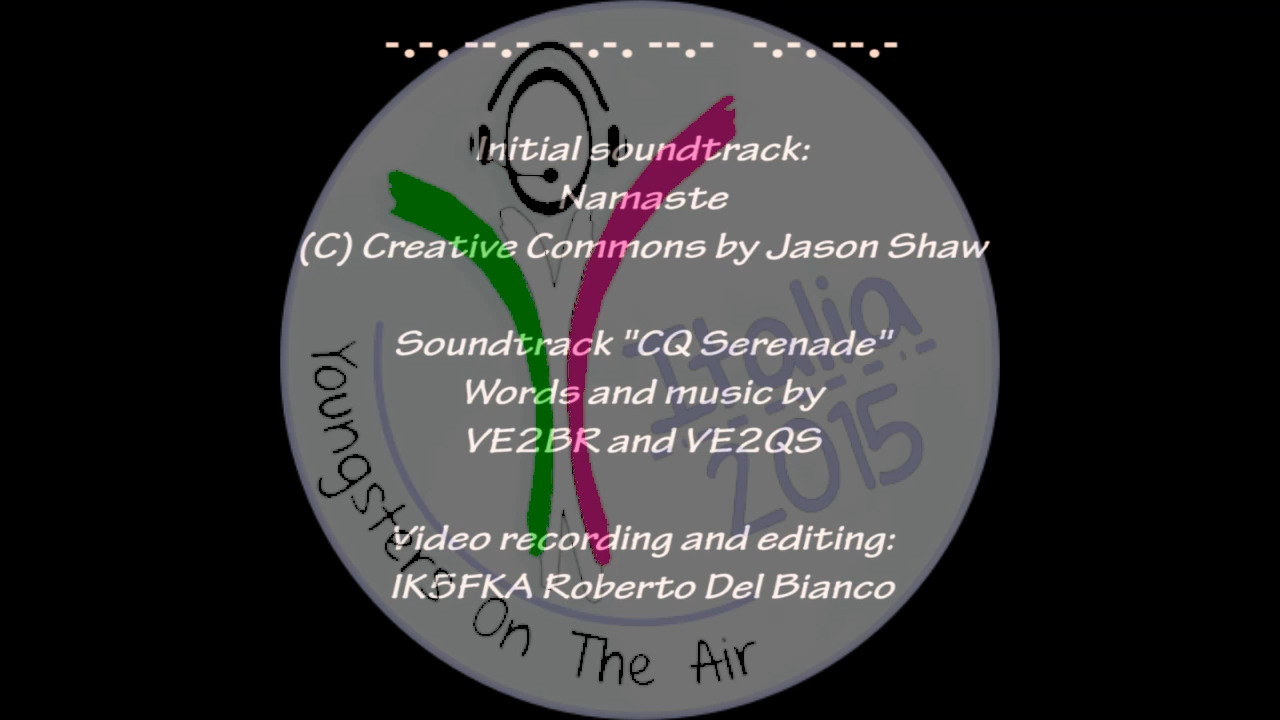 -.-. --.- -.-. --.- -.-. --.-
Initial soundtrack:
Namaste
(C) Creative Commons by Jason Shaw
Soundtrack "CQ Serenade"
Words and music by
VE2BR and VE2QS
Video recording and editing:
IK5FKA Roberto Del Bianco
Italia
2015
Youngsters On The Air